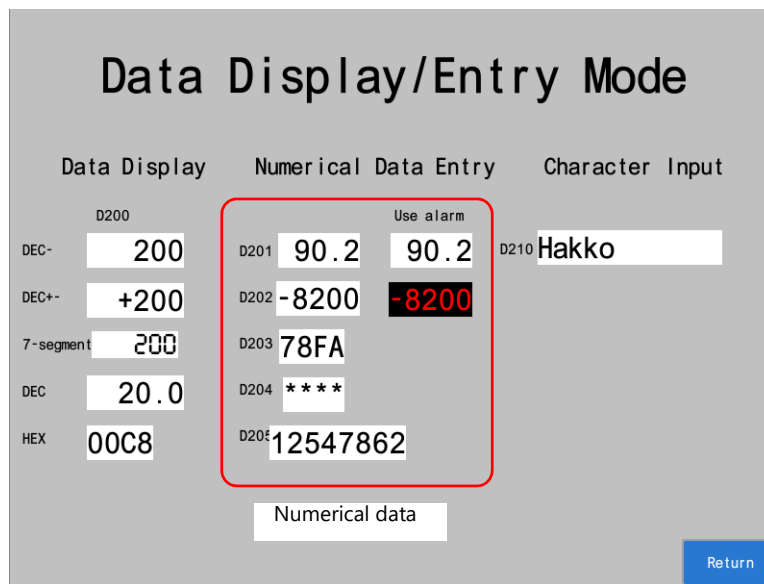 Data Display/Entry Mode
Data Display
Numerical Data Entry
Character Input
D200
Use alarm
DEC-
200
D201
90.2
90.2
D210
Hakko
DEC+-
+200
D202
-8200
-8200
7-segment
200
D203
78FA
DEC
20.0
D204
****
HEX
00C8
D205
12547862
Numerical data
Return